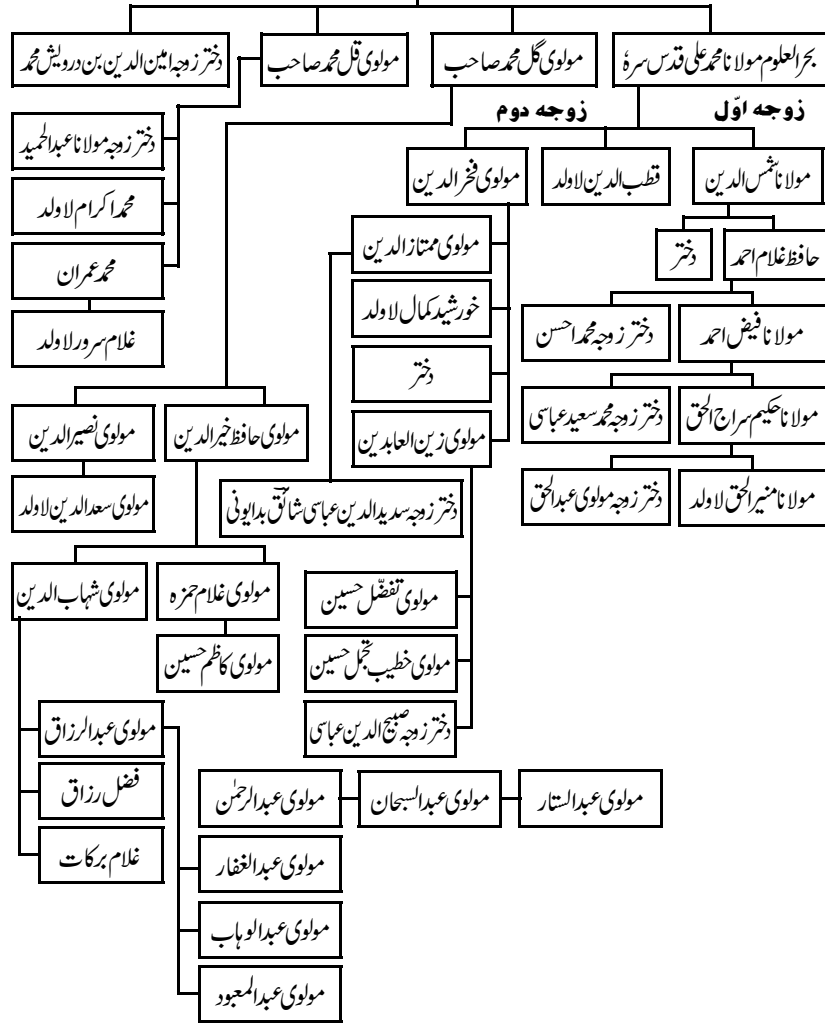 بحرالعلوم مولانا محمد علی قدس سرہٗ
مولوی گل محمد صاحب
مولوی قل محمد صاحب
دختر زوجہ امین الدین بن درویش محمد
زوجه اوّل
زوجه دوم
مولانا شمس الدین
قطب الدین لاولد
مولوی فخر الدین
دختر زوجہ مولانا عبدالحمید
محمد اکرام لاولد
محمد عمران
غلام سرور لاولد
حافظ غلام احمد
دختر
مولوی ممتاز الدین
خورشید کمال لاولد
دختر
مولوی زین العابدین
مولانا فیض احمد
دختر زوجہ محمد احسن
مولانا حکیم سراج الحق
دختر زوجہ محمد سعید عباسی
مولانا منیر الحق لاولد
دختر زوجہ مولوی عبدالحق
مولوی حافظ خیر الدین
مولوی نصیر الدین
مولوی سعد الدین لاولد
دختر زوجہ سدید الدین عباسی شائق بدایونی
مولوی غلام حمزہ
مولوی شہاب الدین
مولوی کاظم حسین
مولوی تفضّل حسین
مولوی خطیب تجمل حسین
دختر زوجہ صبیح الدین عباسی
مولوی عبدالرزاق
فضل رزاق
غلام برکات
مولوی عبدالستار
مولوی عبدالسبحان
مولوی عبدالرحمٰن
مولوی عبدالغفار
مولوی عبدالوہاب
مولوی عبدالمعبود